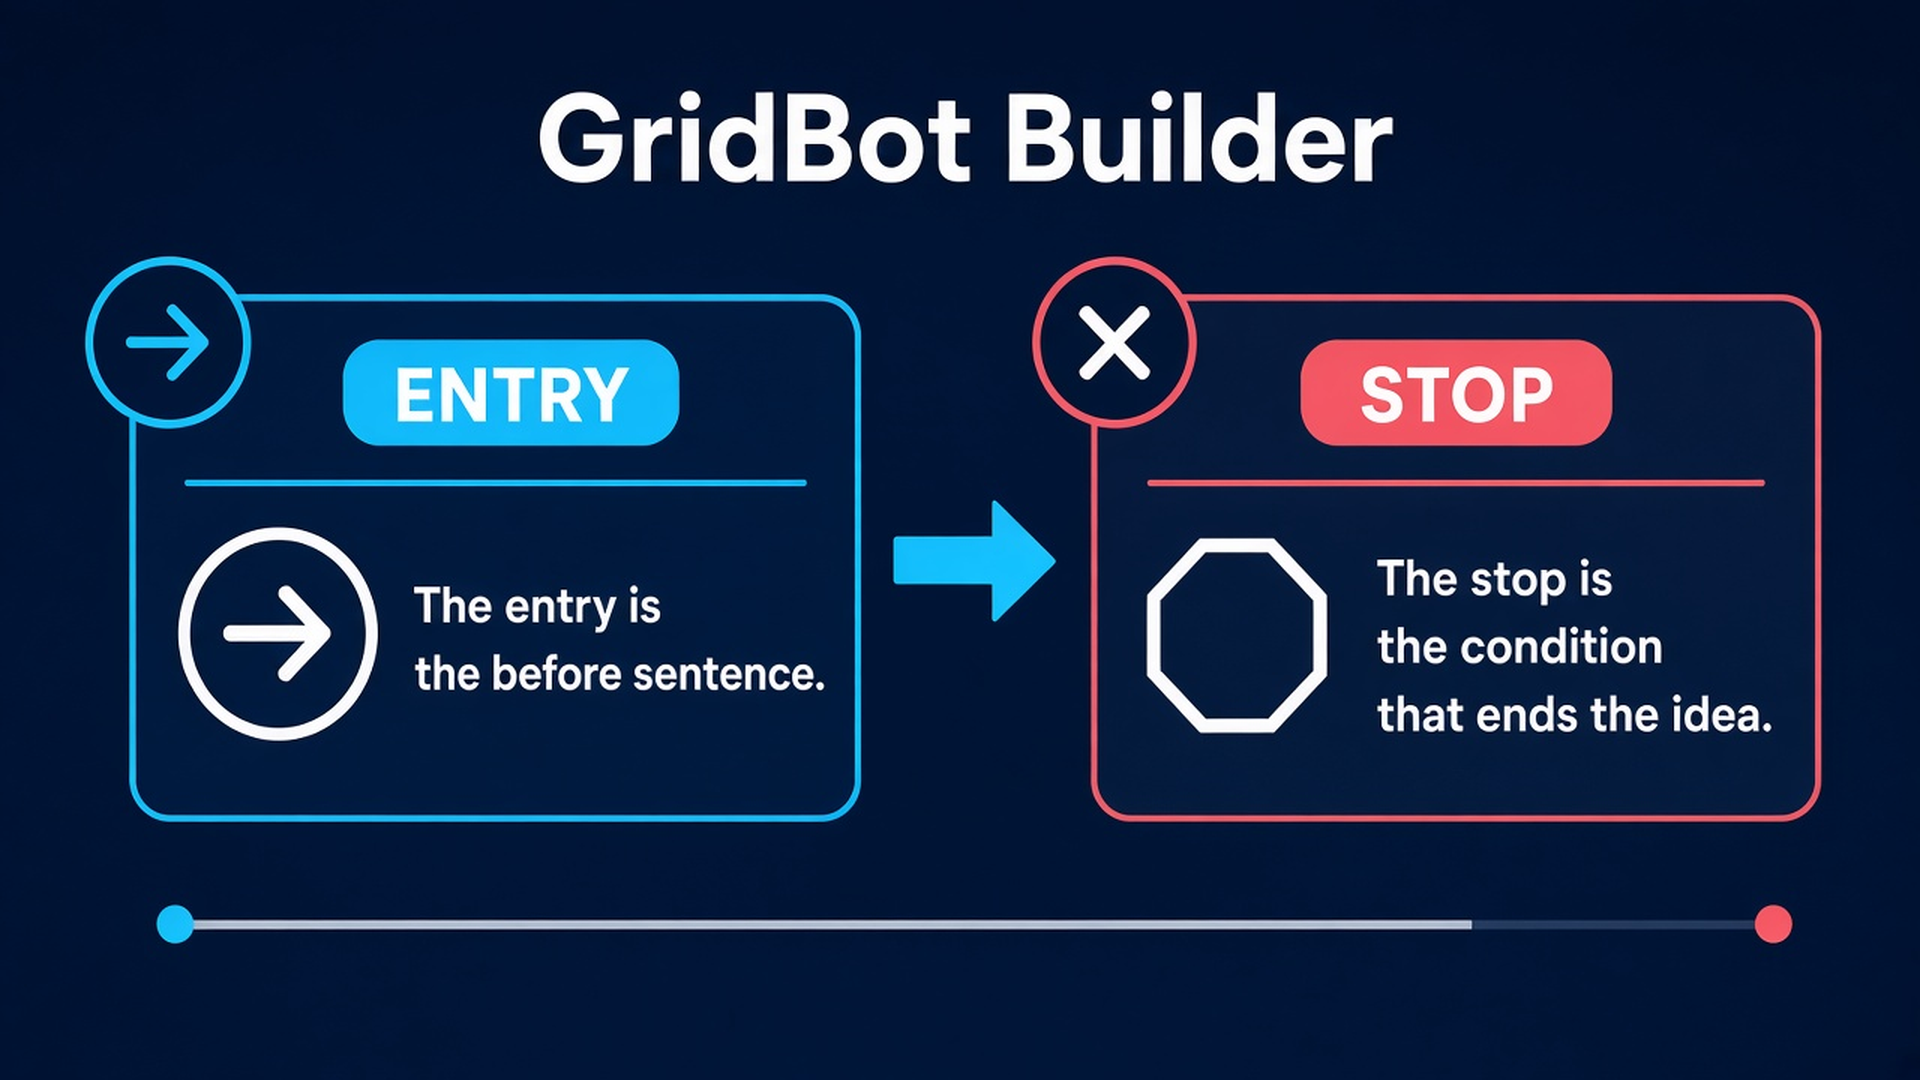 GridBot Builder
ENTRY
The entry is
the before sentence.
STOP
The stop is
the condition
that ends the idea.